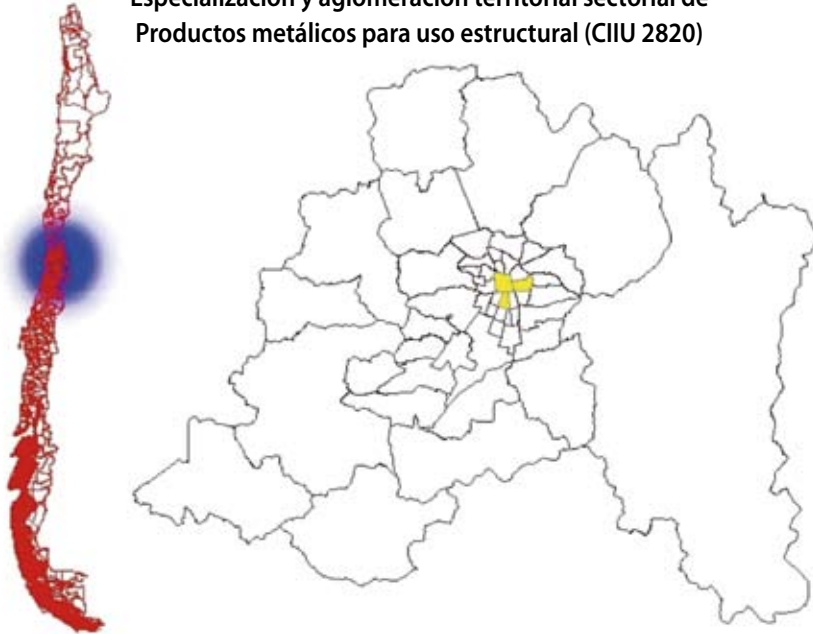 Especialización y aglomeración territorial sectorial de
Productos metálicos para uso estructural (CIIU 2820)